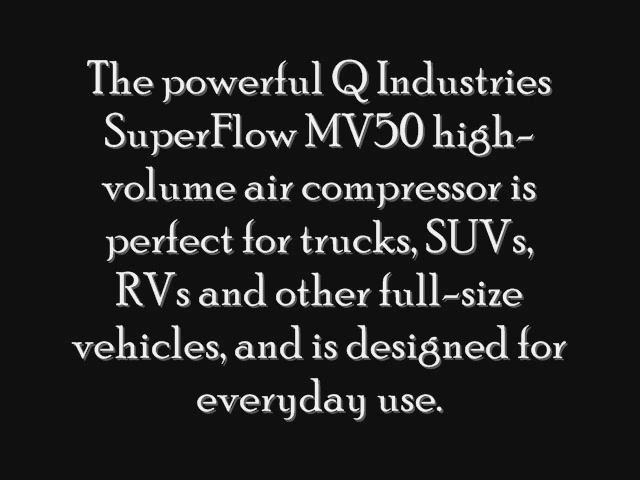 The powerful Q Industries
SuperFlow MV50 high-
volume air compressor is
perfect for trucks, SUVs,
RVs and other full-size
vehicles, and is designed for
everyday use.